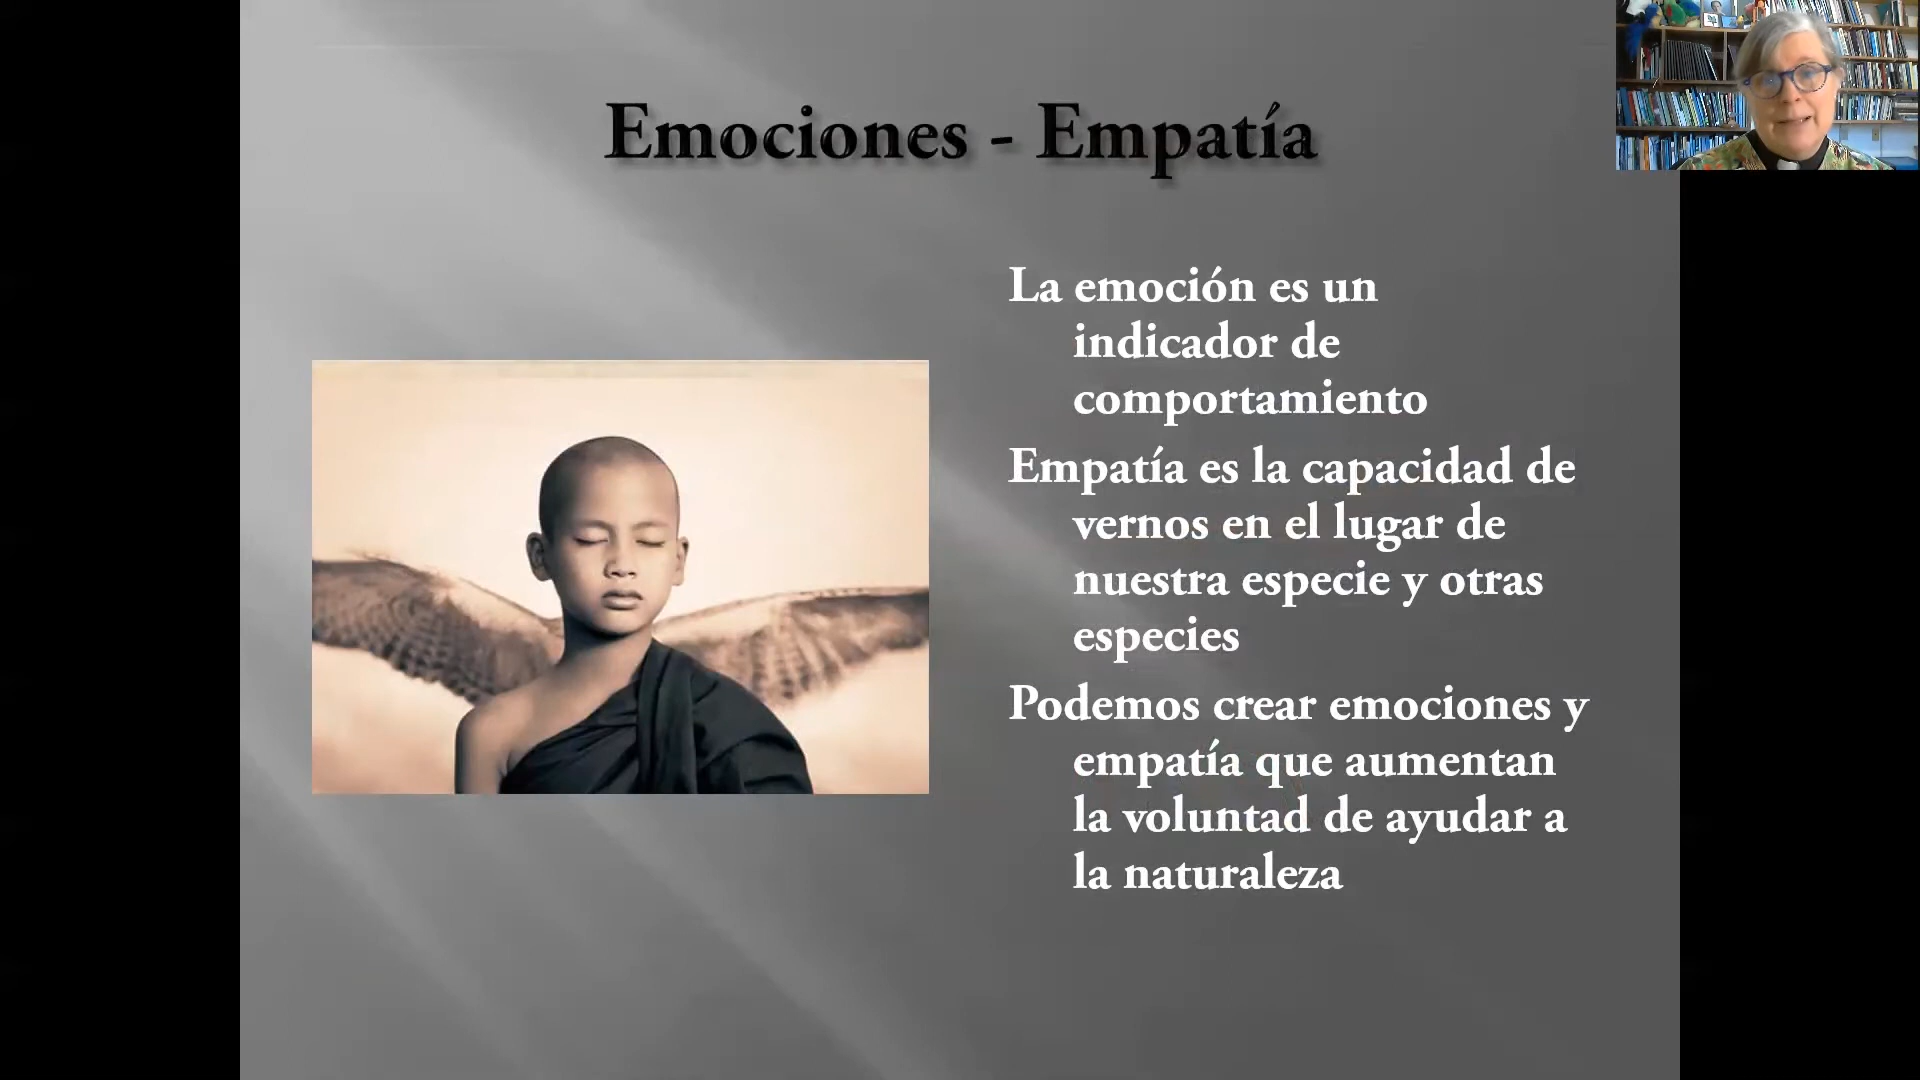 Emociones - Empatía
La emoción es un
indicador de
comportamiento
Empatía es la capacidad de
vernos en el lugar de
nuestra especie y otras
especies
Podemos crear emociones y
empatía que aumentan
la voluntad de ayudar a
la naturaleza